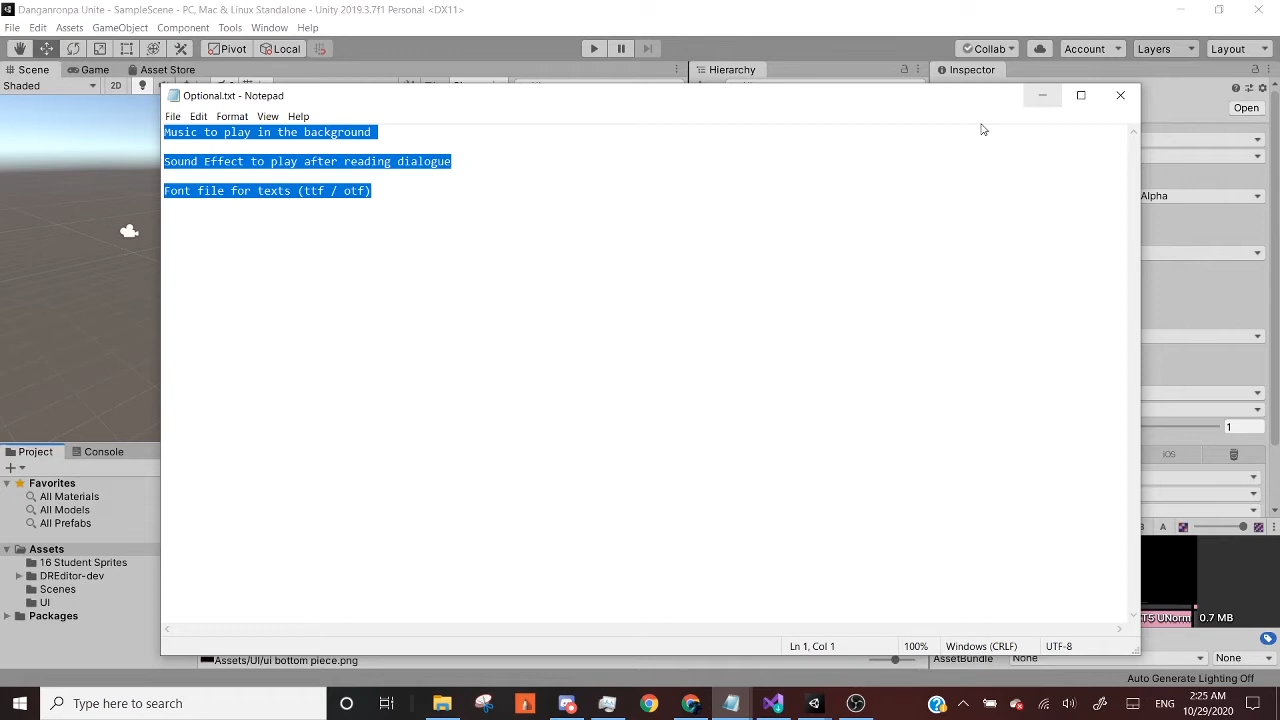 Danganronpa Unite - SampleScene - PC, Mac & Linux Standalone - Unity 2019.3.7f1 Personal <DX11>
File Edit Assets GameObject Component Tools Window Help
Pivot Local Collab Account Layers Layout
Scene Game Asset Store Hierarchy Inspector
Shaded 2D
Optional.txt - Notepad
Open
File Edit Format View Help
Music to play in the background
Sound Effect to play after reading dialogue
Alpha
Font file for texts (ttf / otf)
1
Project Console
iOS
Favorites
All Materials
All Models
All Prefabs
A
Assets
16 Student Sprites
DREditor-dev
Scenes
UI
Packages
T5 UNorm 0.7 MB
Ln 1, Col 1 100% Windows (CRLF) UTF-8
Assets/UI/ui bottom piece.png
AssetBundle None None
Auto Generate Lighting Off
Type here to search
ENG
2:25 AM
10/29/2020